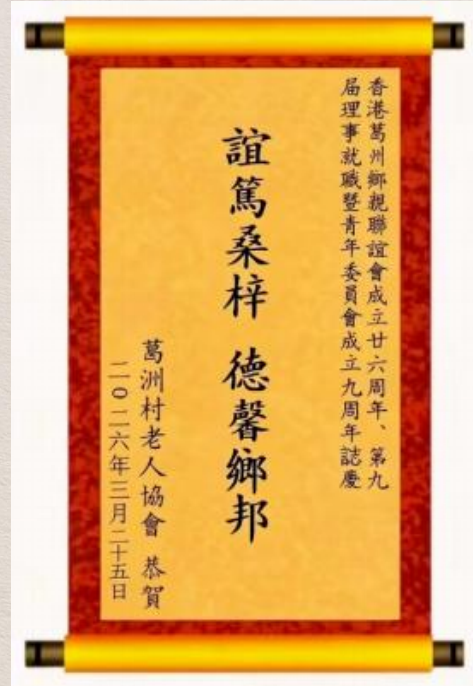 香港葛州鄉親聯誼會成立廿六周年、第九
屆理事就職暨青年委員會成立九周年誌慶
誼篤桑梓 德馨鄉邦
葛洲村老人協會 恭賀
二〇二六年三月二十五日